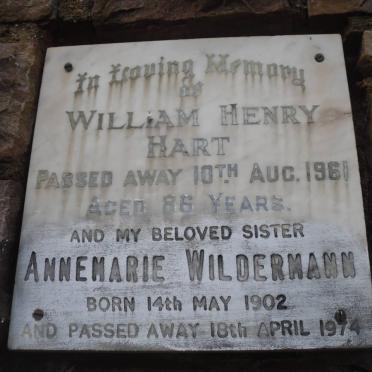 In Loving Memory
of
WILLIAM HENRY
HART
PASSED AWAY 10TH AUG. 1961
AGED 86 YEARS.
AND MY BELOVED SISTER
ANNEMARIE WILDERMANN
BORN 14th MAY 1902
AND PASSED AWAY 18th APRIL 1974